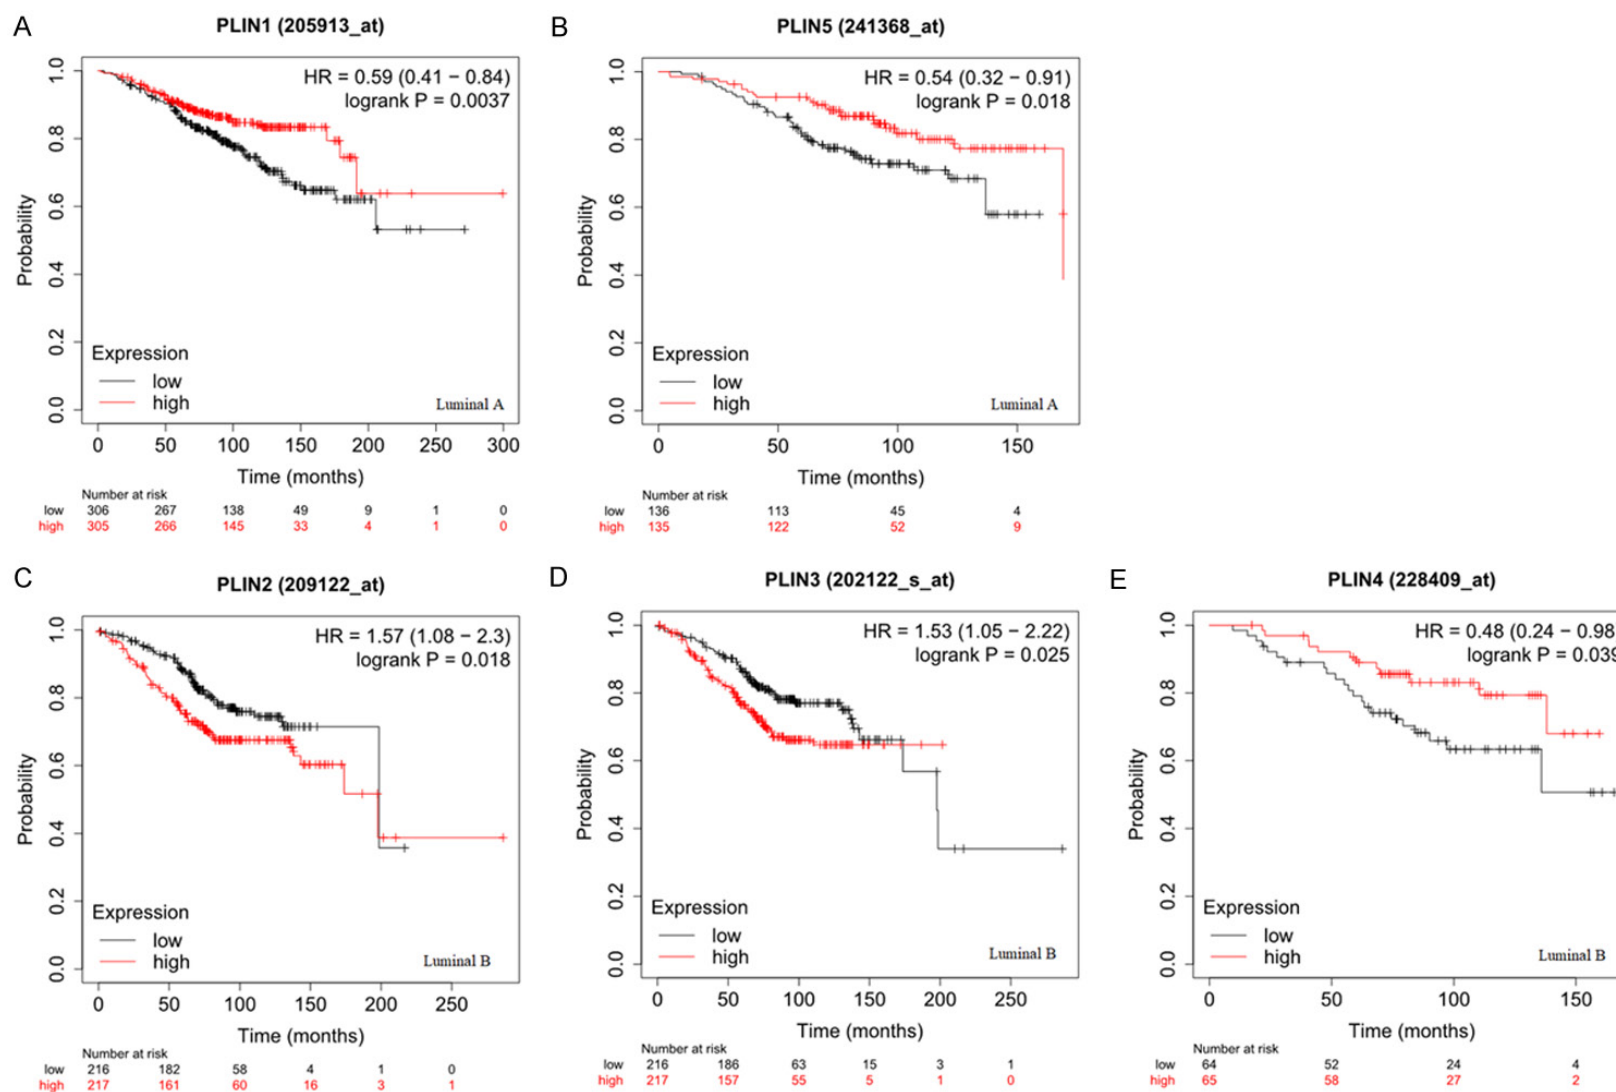 A
PLIN1 (205913_at)
HR = 0.59 (0.41 − 0.84)
logrank P = 0.0037
Probability
1.0
0.8
0.6
0.4
0.2
0.0
Expression
low
high
Luminal A
0 50 100 150 200 250 300
Time (months)
Number at risk
low 306 267 138 49 9 1 0
high 305 266 145 33 4 1 0
B
PLIN5 (241368_at)
HR = 0.54 (0.32 − 0.91)
logrank P = 0.018
Probability
1.0
0.8
0.6
0.4
0.2
0.0
Expression
low
high
Luminal A
0 50 100 150
Time (months)
Number at risk
low 136 113 45 4
high 135 122 52 9
C
PLIN2 (209122_at)
HR = 1.57 (1.08 − 2.3)
logrank P = 0.018
Probability
1.0
0.8
0.6
0.4
0.2
0.0
Expression
low
high
Luminal B
0 50 100 150 200 250
Time (months)
Number at risk
low 216 182 58 4 1 0
high 217 161 60 16 3 1
D
PLIN3 (202122_s_at)
HR = 1.53 (1.05 − 2.22)
logrank P = 0.025
Probability
1.0
0.8
0.6
0.4
0.2
0.0
Expression
low
high
Luminal B
0 50 100 150 200 250
Time (months)
Number at risk
low 216 186 63 15 3 1
high 217 157 55 5 1 0
E
PLIN4 (228409_at)
HR = 0.48 (0.24 − 0.98
logrank P = 0.039
Probability
1.0
0.8
0.6
0.4
0.2
0.0
Expression
low
high
Luminal B
0 50 100 150
Time (months)
Number at risk
low 64 52 24 4
high 65 58 27 2